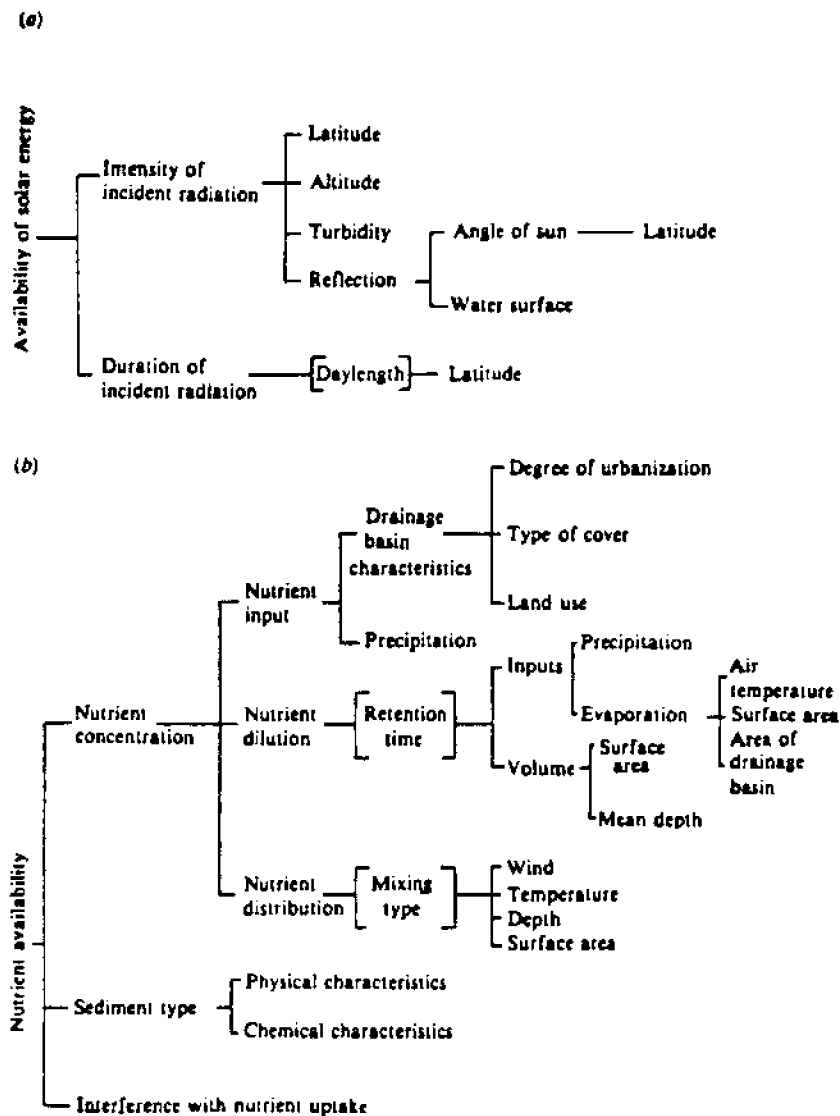 (a)
Availability of solar energy
Intensity of
incident radiation
Latitude
Altitude
Turbidity
Reflection
Angle of sun
Latitude
Water surface
Duration of
incident radiation
Daylength
Latitude
(b)
Nutrient availability
Nutrient
concentration
Nutrient
input
Drainage
basin
characteristics
Degree of urbanization
Type of cover
Land use
Precipitation
Nutrient
dilution
Retention
time
Inputs
Precipitation
Evaporation
Air
temperature
Surface area
Area of
drainage
basin
Volume
Surface
area
Mean depth
Nutrient
distribution
Mixing
type
Wind
Temperature
Depth
Surface area
Sediment type
Physical characteristics
Chemical characteristics
Interference with nutrient uptake